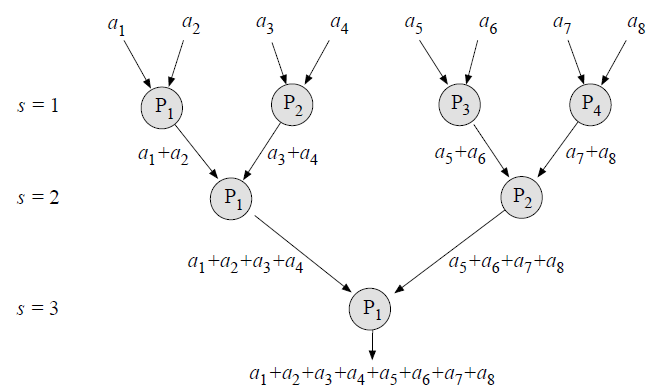 a₁ a₂ a₃ a₄ a₅ a₆ a₇ a₈
s = 1 P₁ P₂ P₃ P₄
a₁+a₂ a₃+a₄ a₅+a₆ a₇+a₈
s = 2 P₁ P₂
a₁+a₂+a₃+a₄ a₅+a₆+a₇+a₈
s = 3 P₁
a₁+a₂+a₃+a₄+a₅+a₆+a₇+a₈